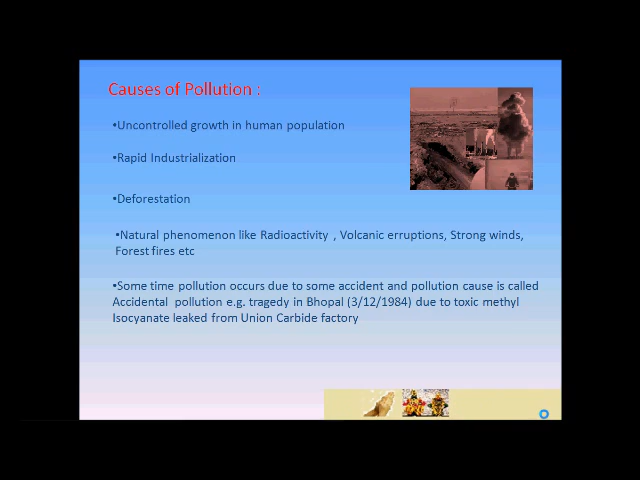 Causes of Pollution :
•Uncontrolled growth in human population
•Rapid Industrialization
•Deforestation
•Natural phenomenon like Radioactivity , Volcanic erruptions, Strong winds,
Forest fires etc
•Some time pollution occurs due to some accident and pollution cause is called
Accidental pollution e.g. tragedy in Bhopal (3/12/1984) due to toxic methyl
Isocyanate leaked from Union Carbide factory